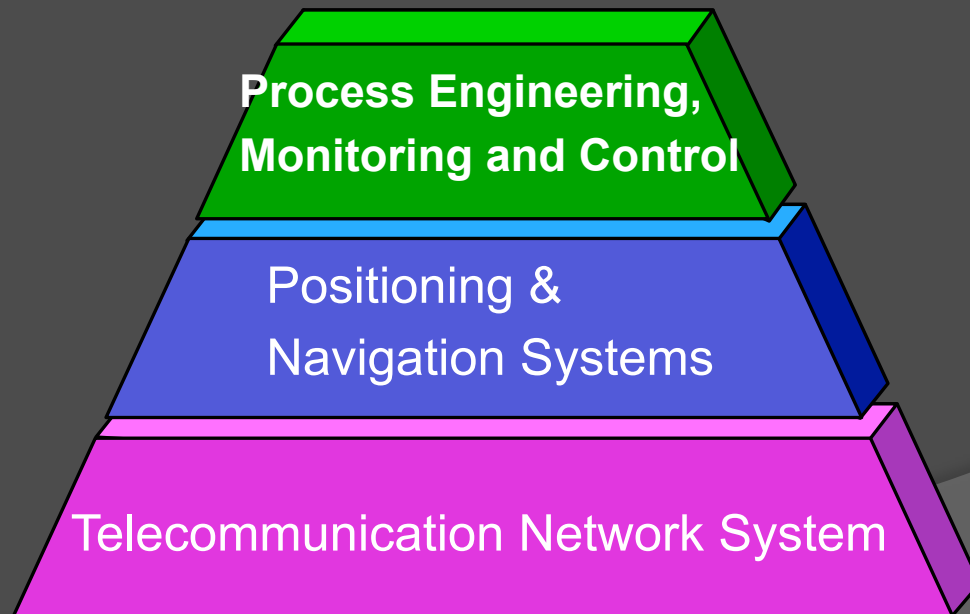 Process Engineering,
Monitoring and Control
Positioning &
Navigation Systems
Telecommunication Network System